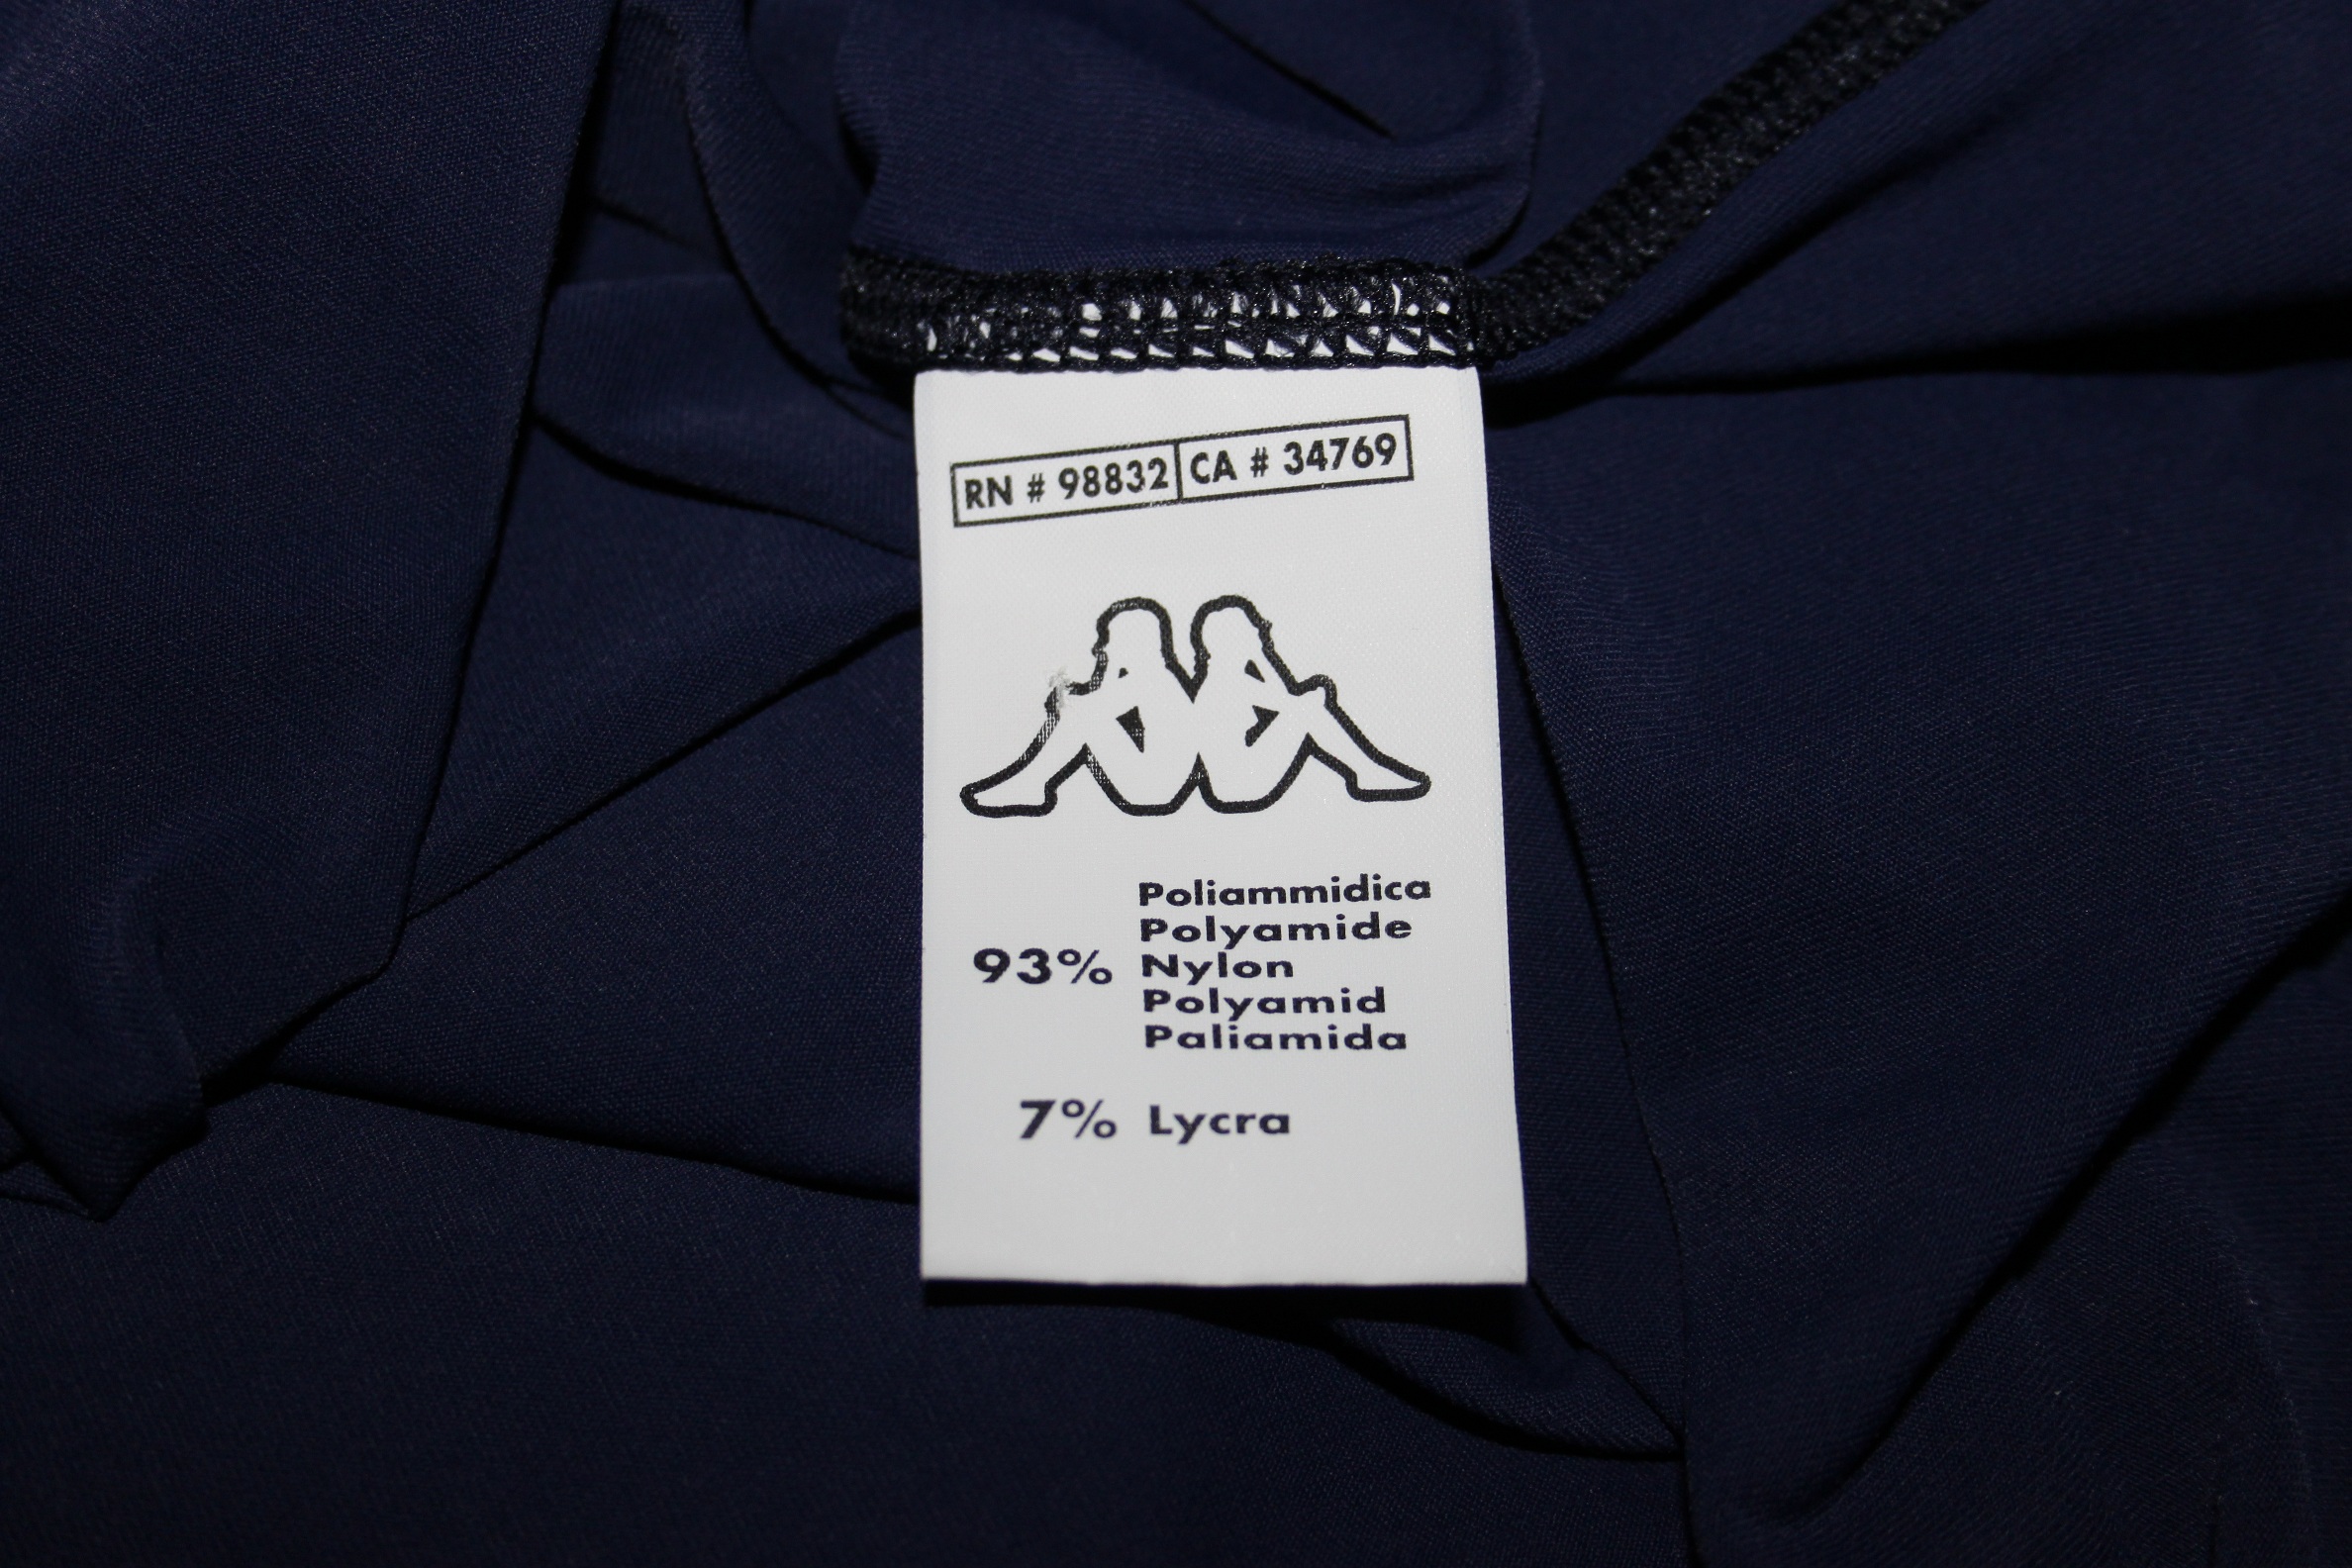 RN # 98832 CA # 34769
Poliammidica
Polyamide
93% Nylon
Polyamid
Paliamida
7% Lycra